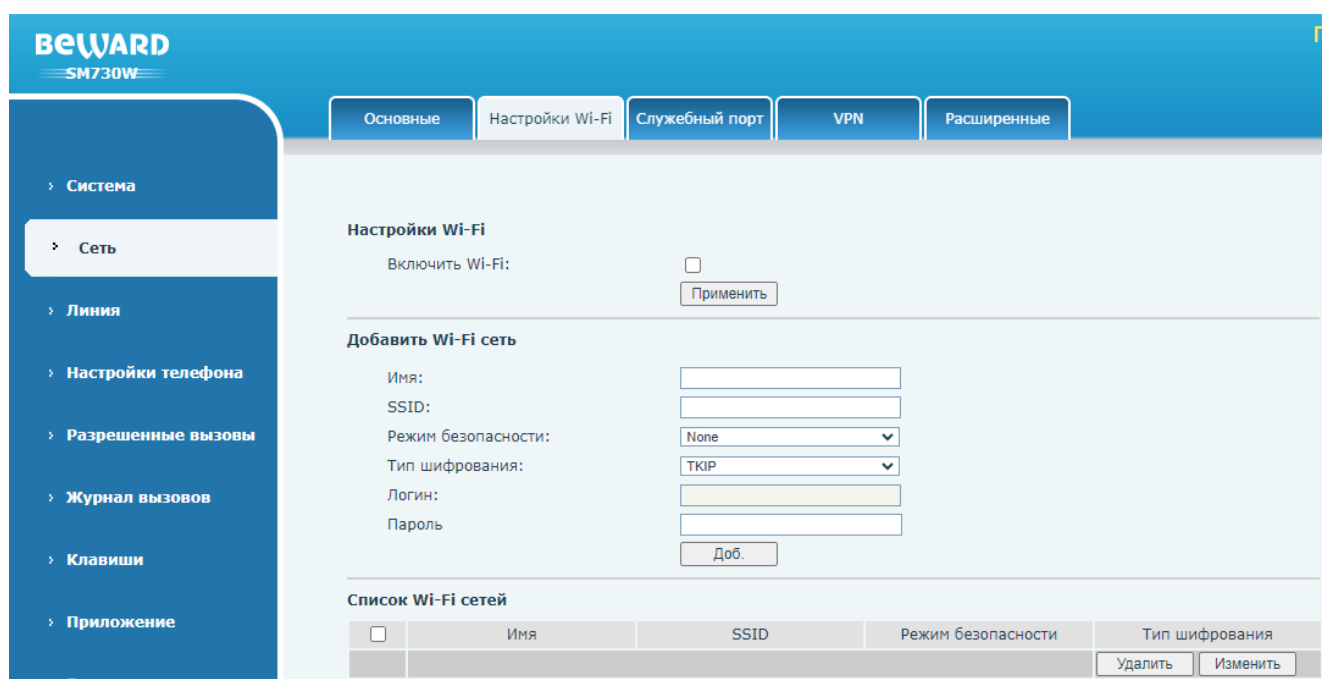 BEWARD
SM730W
Основные Настройки Wi-Fi Служебный порт VPN Расширенные
Система
Сеть
Линия
Настройки телефона
Разрешенные вызовы
Журнал вызовов
Клавиши
Приложение
Настройки Wi-Fi
Включить Wi-Fi:
Применить
Добавить Wi-Fi сеть
Имя:
SSID:
Режим безопасности: None
Тип шифрования: TKIP
Логин:
Пароль
Доб.
Список Wi-Fi сетей
Имя SSID Режим безопасности Тип шифрования
Удалить Изменить